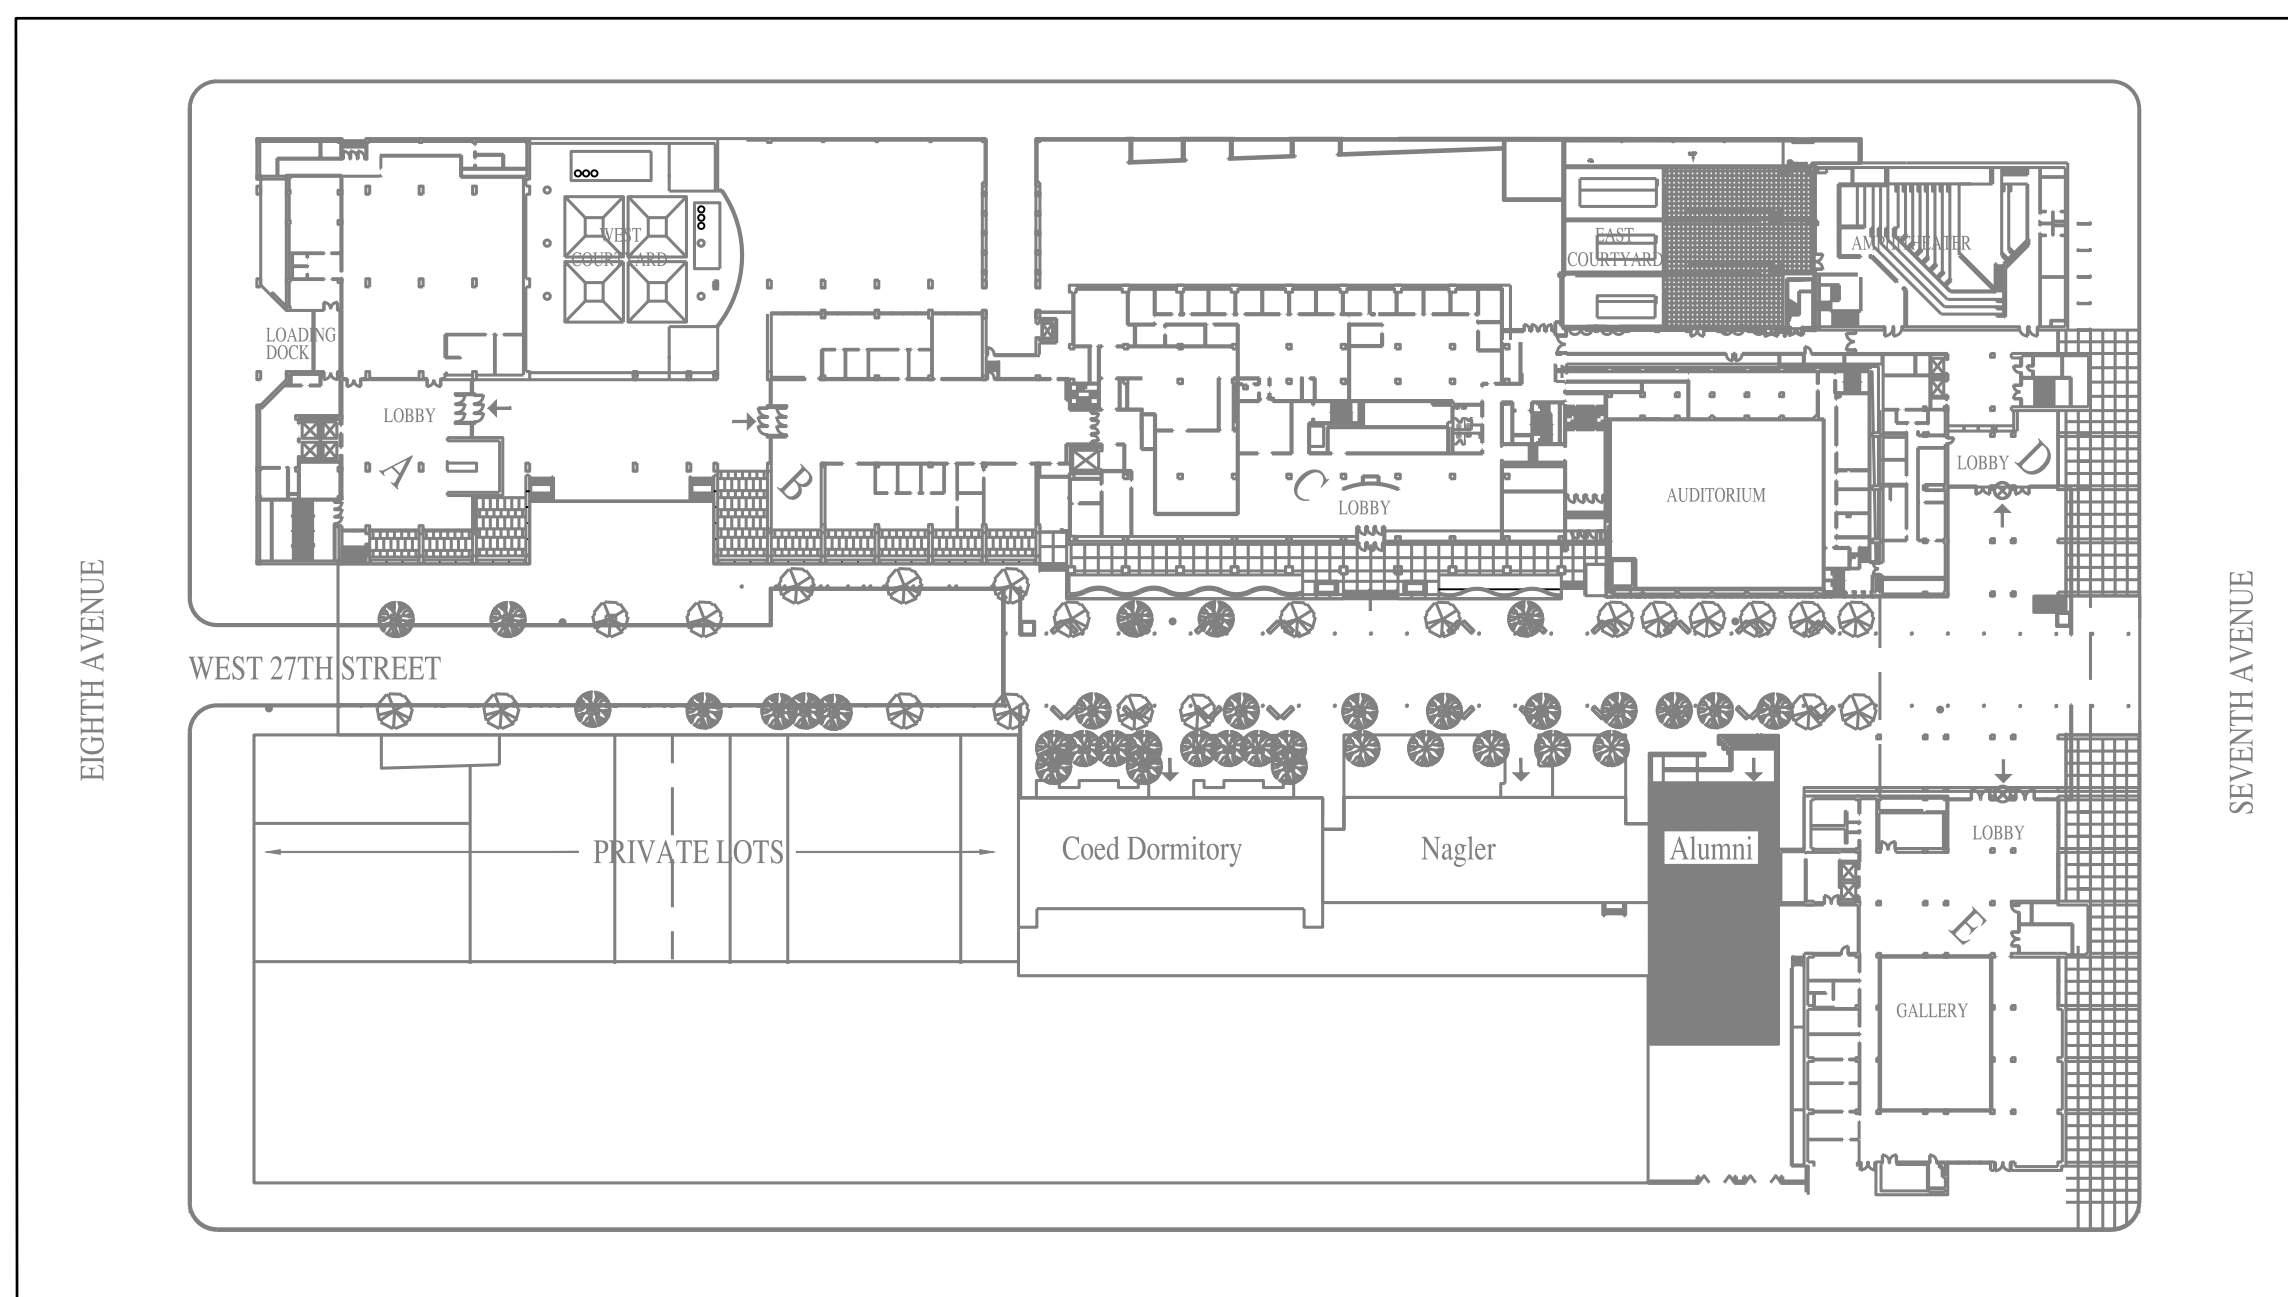 WEST
COURTYARD
EAST
COURTYARD
AMPHITHEATER
LOADING
DOCK
LOBBY
A
B
C
LOBBY
AUDITORIUM
LOBBY
D
EIGHTH AVENUE
WEST 27TH STREET
SEVENTH AVENUE
PRIVATE LOTS
Coed Dormitory
Nagler
Alumni
LOBBY
E
GALLERY